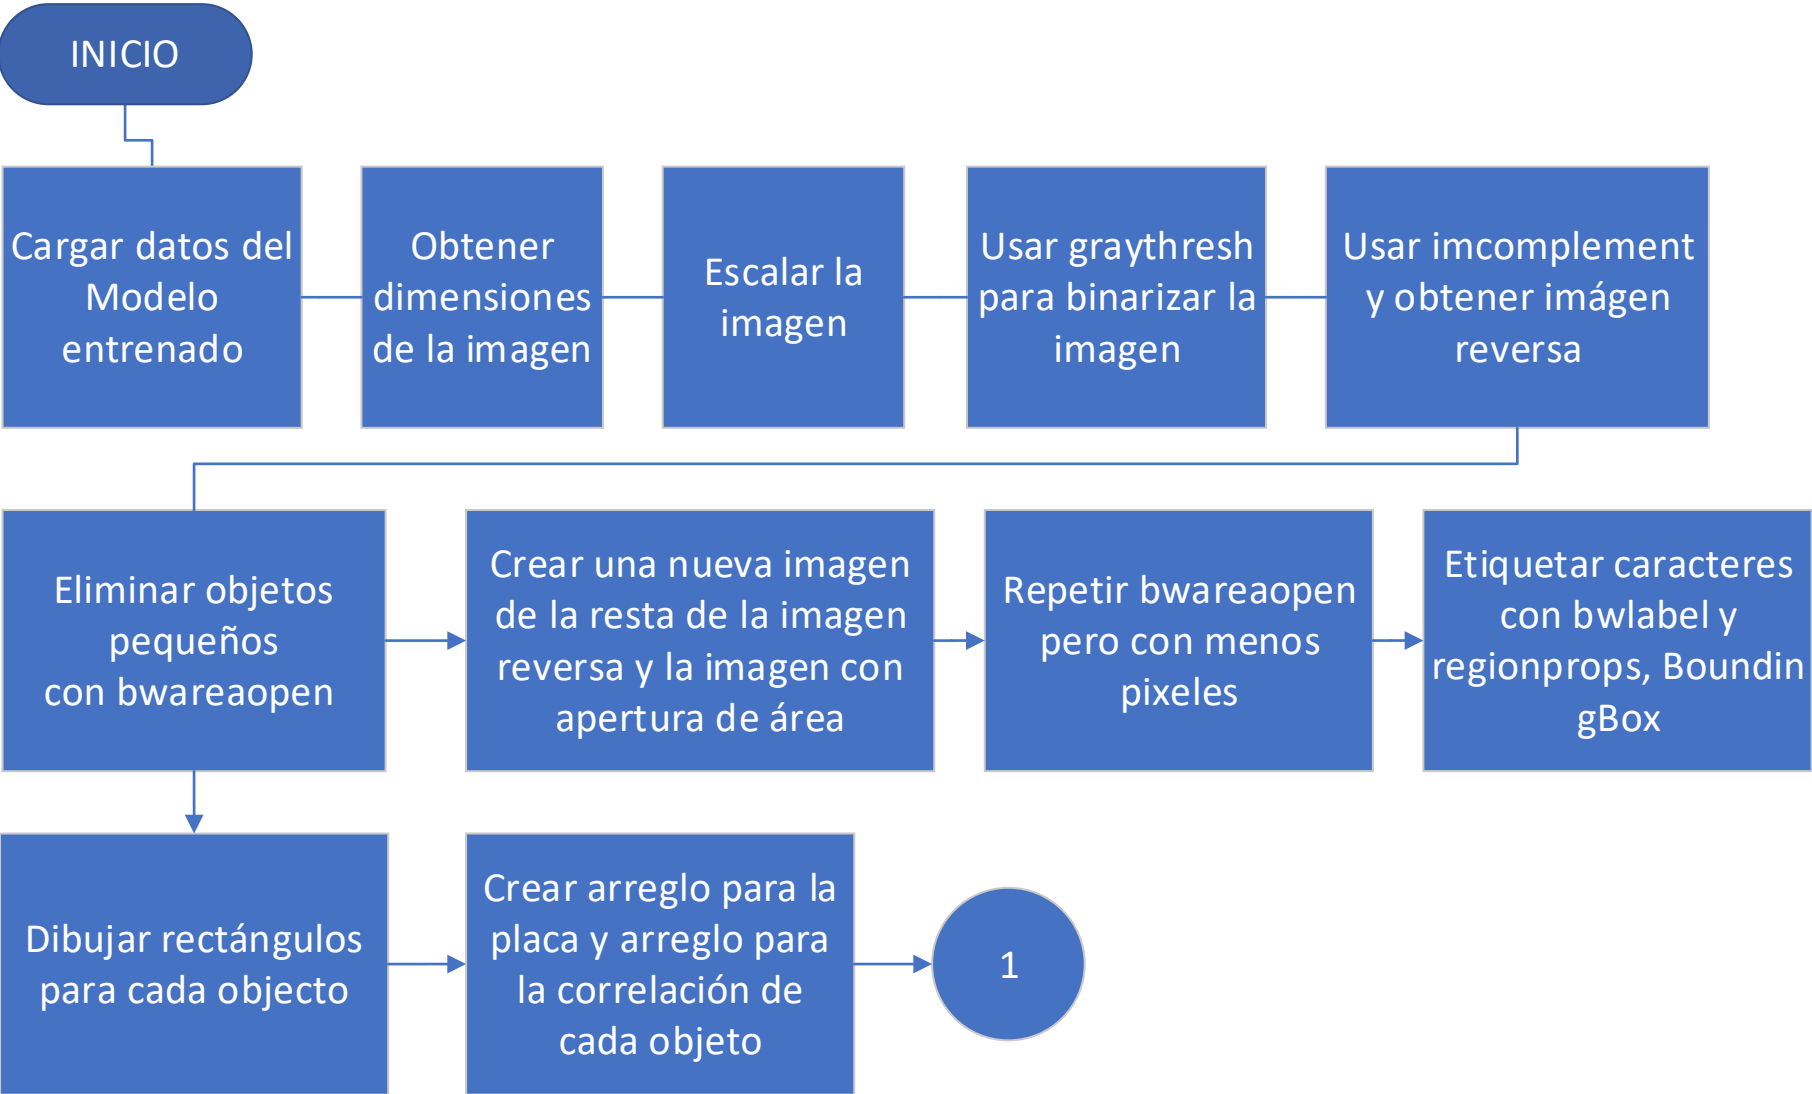 INICIO
Cargar datos del
Modelo
entrenado
Obtener
dimensiones
de la imagen
Escalar la
imagen
Usar graythresh
para binarizar la
imagen
Usar imcomplement
y obtener imágen
reversa
Eliminar objetos
pequeños
con bwareaopen
Crear una nueva imagen
de la resta de la imagen
reversa y la imagen con
apertura de área
Repetir bwareaopen
pero con menos
pixeles
Etiquetar caracteres
con bwlabel y
regionprops, Boundin
gBox
Dibujar rectángulos
para cada objecto
Crear arreglo para la
placa y arreglo para
la correlación de
cada objeto
1